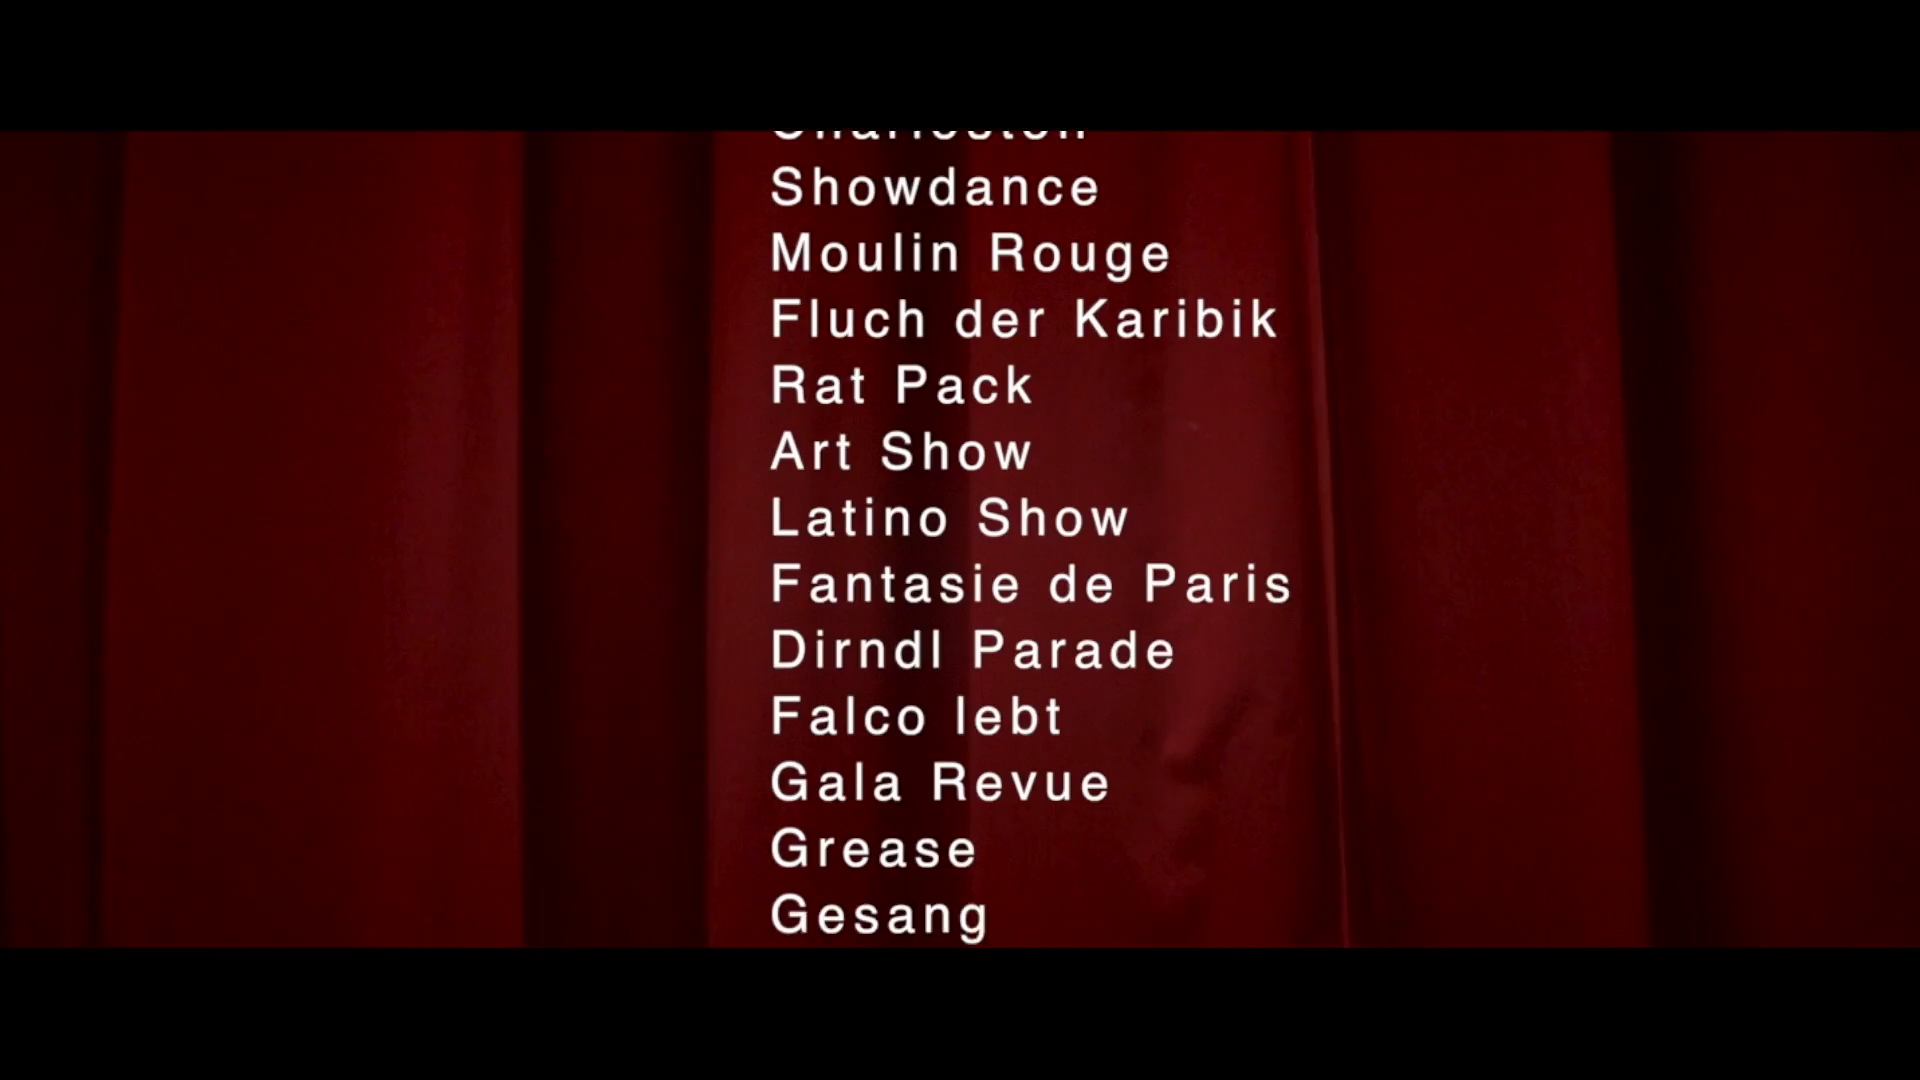 Charleston
Showdance
Moulin Rouge
Fluch der Karibik
Rat Pack
Art Show
Latino Show
Fantasie de Paris
Dirndl Parade
Falco lebt
Gala Revue
Grease
Gesang